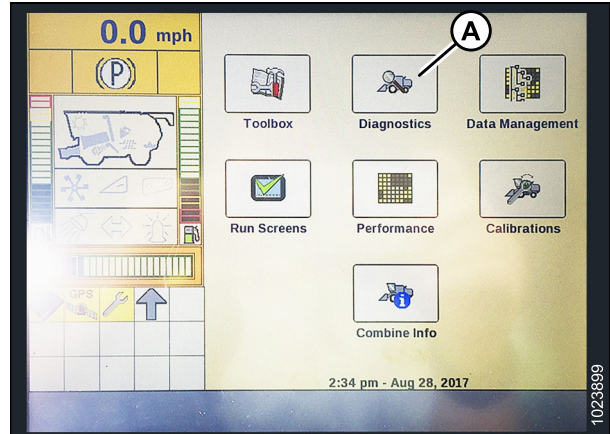 0.0 mph
A
(P)
Toolbox
Diagnostics
Data Management
Run Screens
Performance
Calibrations
GPS
Combine Info
2:34 pm - Aug 28, 2017
1023899